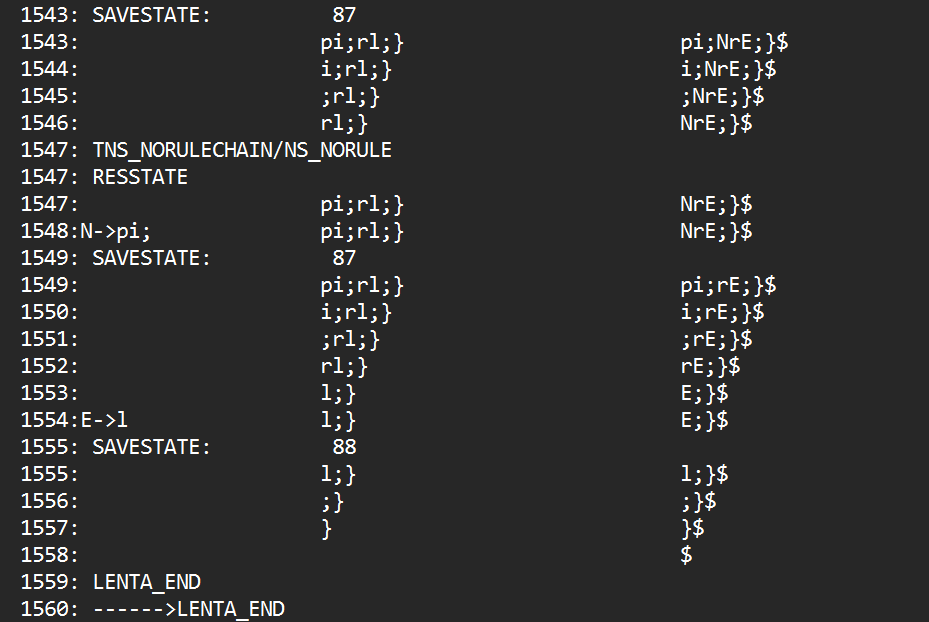 1543: SAVESTATE:          87
1543:                    pi;rl;}                       pi;NrE;}$
1544:                    i;rl;}                        i;NrE;}$
1545:                    ;rl;}                         ;NrE;}$
1546:                    rl;}                          NrE;}$
1547: TNS_NORULECHAIN/NS_NORULE
1547: RESSTATE
1547:                    pi;rl;}                       NrE;}$
1548:N->pi;              pi;rl;}                       NrE;}$
1549: SAVESTATE:          87
1549:                    pi;rl;}                       pi;rE;}$
1550:                    i;rl;}                        i;rE;}$
1551:                    ;rl;}                         ;rE;}$
1552:                    rl;}                          rE;}$
1553:                    l;}                           E;}$
1554:E->l                l;}                           E;}$
1555: SAVESTATE:          88
1555:                    l;}                           l;}$
1556:                    ;}                            ;}$
1557:                    }                             }$
1558:                                                  $
1559: LENTA_END
1560: ------>LENTA_END